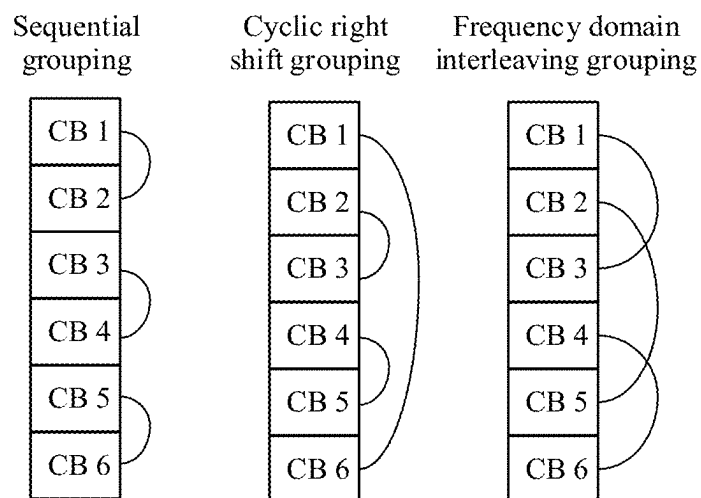 Sequential
grouping
CB 1
CB 2
CB 3
CB 4
CB 5
CB 6
Cyclic right
shift grouping
CB 1
CB 2
CB 3
CB 4
CB 5
CB 6
Frequency domain
interleaving grouping
CB 1
CB 2
CB 3
CB 4
CB 5
CB 6